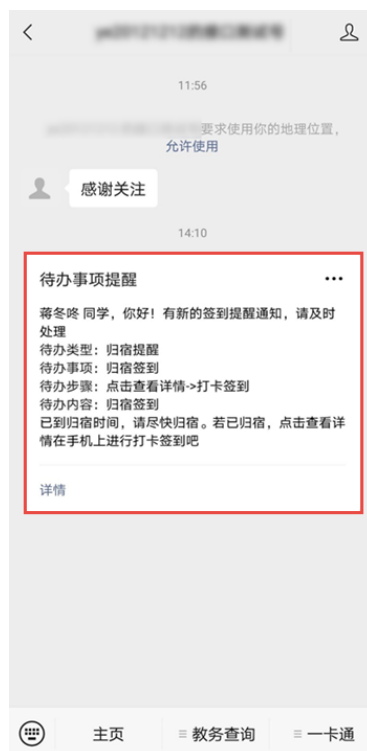 11:56
要求使用你的地理位置，
允许使用
感谢关注
14:10
待办事项提醒
蒋冬咚 同学，你好！有新的签到提醒通知，请及时
处理
待办类型：归宿提醒
待办事项：归宿签到
待办步骤：点击查看详情->打卡签到
待办内容：归宿签到
已到归宿时间，请尽快归宿。若已归宿，点击查看详
情在手机上进行打卡签到吧
详情
主页
教务查询
一卡通